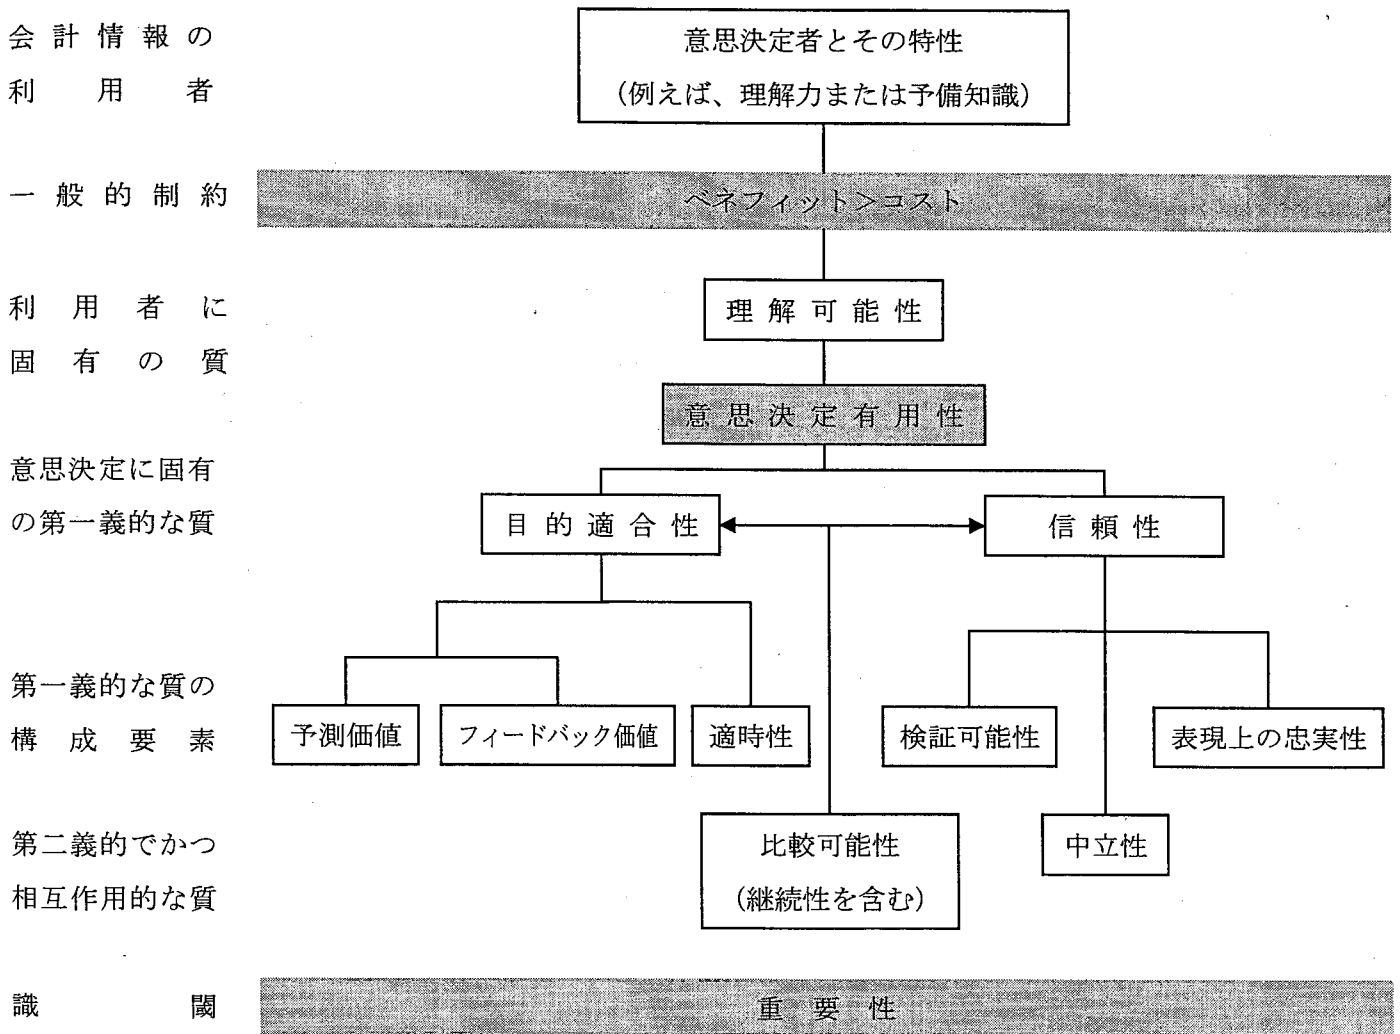 会計情報の
利用者
意思決定者とその特性
(例えば、理解力または予備知識)
一般的制約
ベネフィット>コスト
利用者に
固有の質
理解可能性
意思決定有用性
意思決定に固有
の第一義的な質
目的適合性
信頼性
第一義的な質の
構成要素
予測価値
フィードバック価値
適時性
検証可能性
表現上の忠実性
第二義的でかつ
相互作用的な質
比較可能性
(継続性を含む)
中立性
識閾
重要性